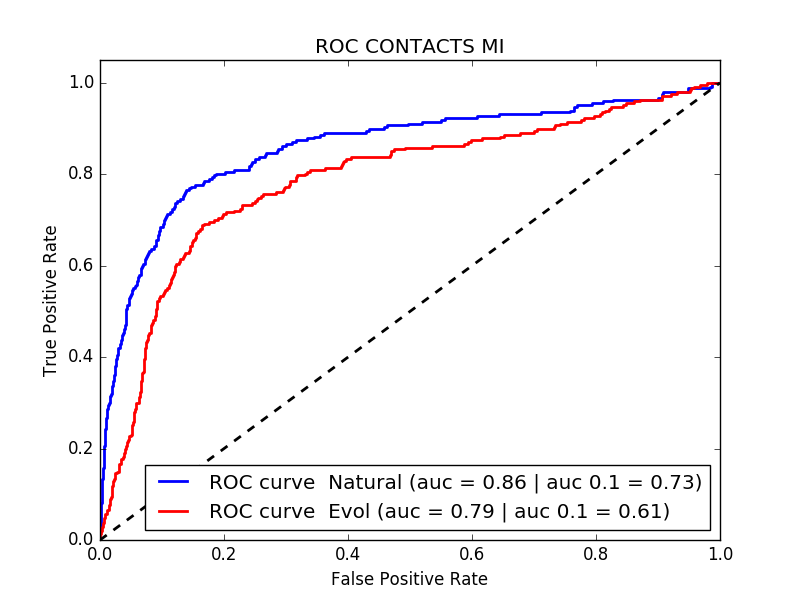 ROC CONTACTS MI
1.0
0.8
0.6
0.4
0.2
0.0
True Positive Rate
ROC curve  Natural (auc = 0.86 | auc 0.1 = 0.73)
ROC curve  Evol (auc = 0.79 | auc 0.1 = 0.61)
0.0 0.2 0.4 0.6 0.8 1.0
False Positive Rate